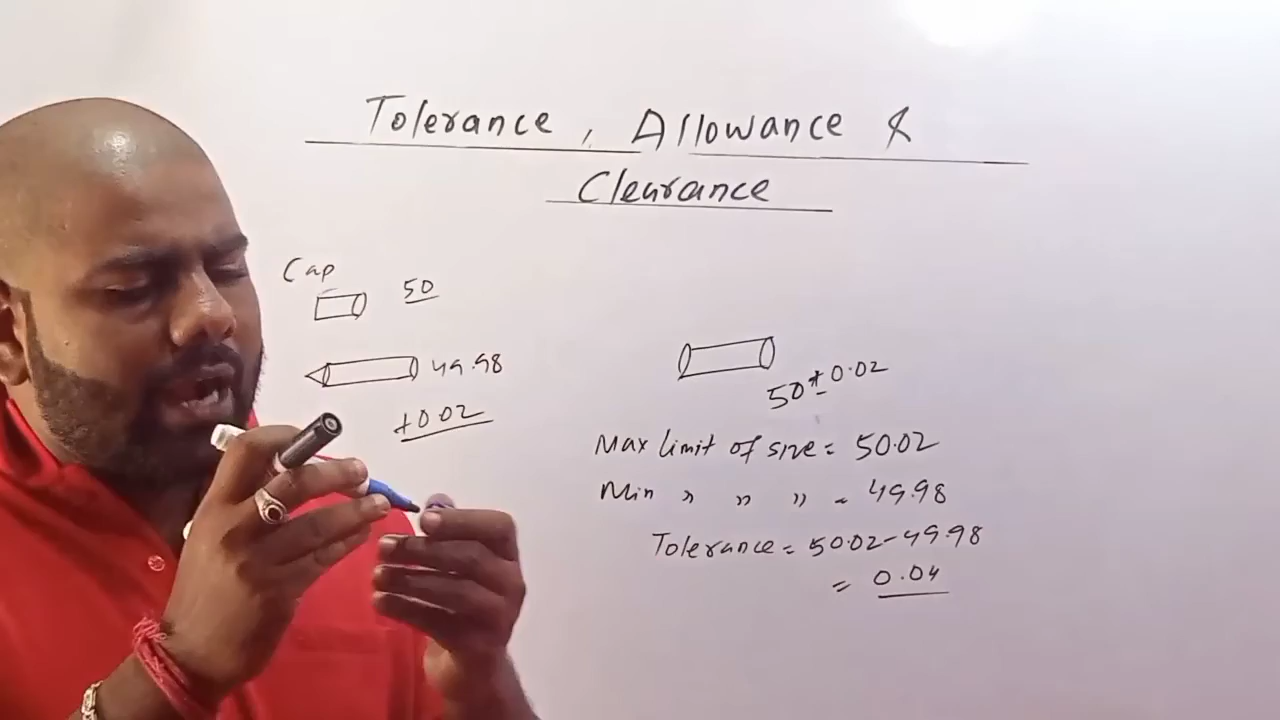 Tolerance, Allowance &
Clearance
Cap
50
49.98
+0.02
50±0.02
Max limit of size = 50.02
Min " " " = 49.98
Tolerance = 50.02-49.98
= 0.04